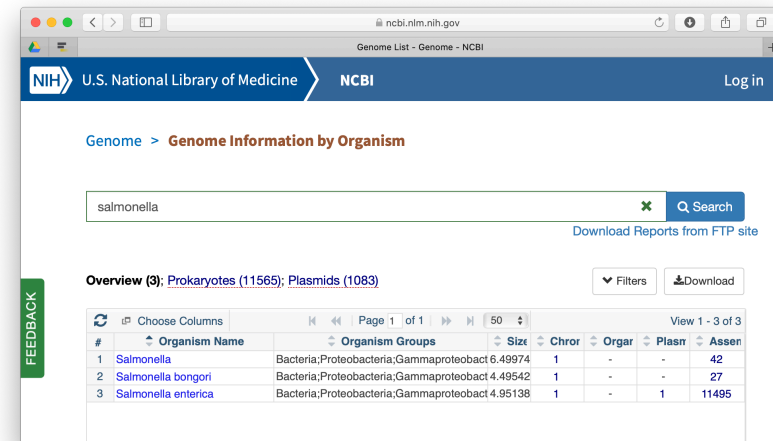 ncbi.nlm.nih.gov
Genome List - Genome - NCBI
NIH U.S. National Library of Medicine NCBI Log in
Genome > Genome Information by Organism
salmonella Search
Download Reports from FTP site
Overview (3); Prokaryotes (11565); Plasmids (1083) Filters Download
FEEDBACK
Choose Columns Page 1 of 1 50 View 1 - 3 of 3
# Organism Name Organism Groups Size Chror Orgar Plasm Assen
1 Salmonella Bacteria;Proteobacteria;Gammaproteobact 6.49974 1 - - 42
2 Salmonella bongori Bacteria;Proteobacteria;Gammaproteobact 4.49542 1 - - 27
3 Salmonella enterica Bacteria;Proteobacteria;Gammaproteobact 4.95138 1 - 1 11495